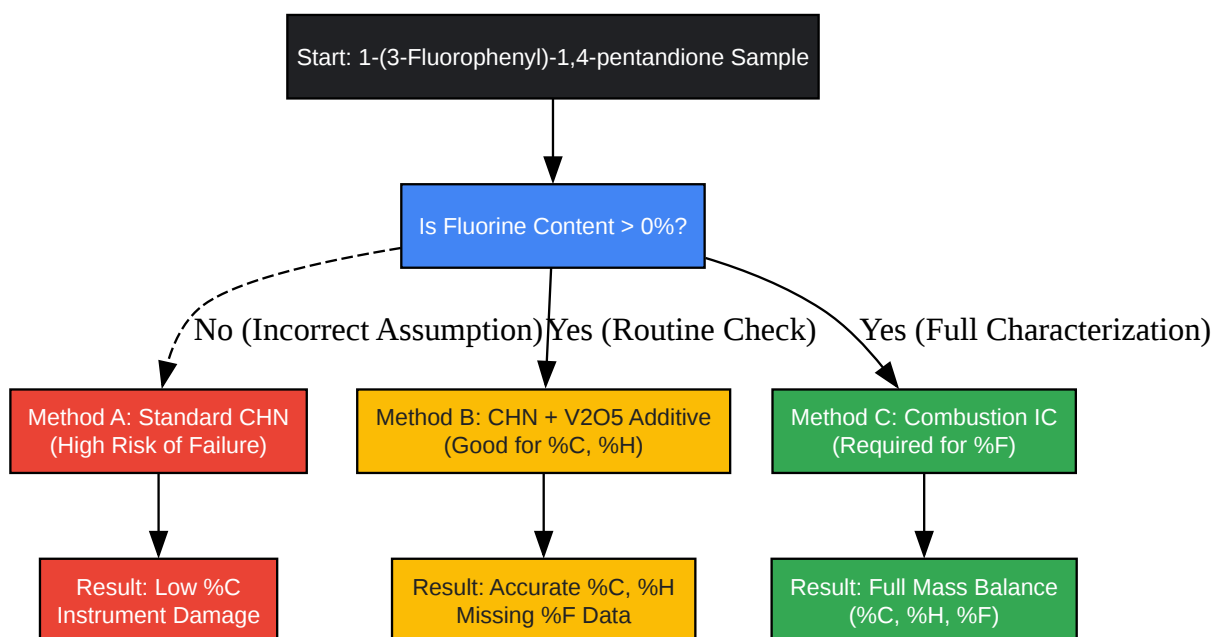 Start: 1-(3-Fluorophenyl)-1,4-pentandione Sample
Is Fluorine Content > 0%?
No (Incorrect Assumption)
Yes (Routine Check)
Yes (Full Characterization)
Method A: Standard CHN
(High Risk of Failure)
Method B: CHN + V2O5 Additive
(Good for %C, %H)
Method C: Combustion IC
(Required for %F)
Result: Low %C
Instrument Damage
Result: Accurate %C, %H
Missing %F Data
Result: Full Mass Balance
(%C, %H, %F)